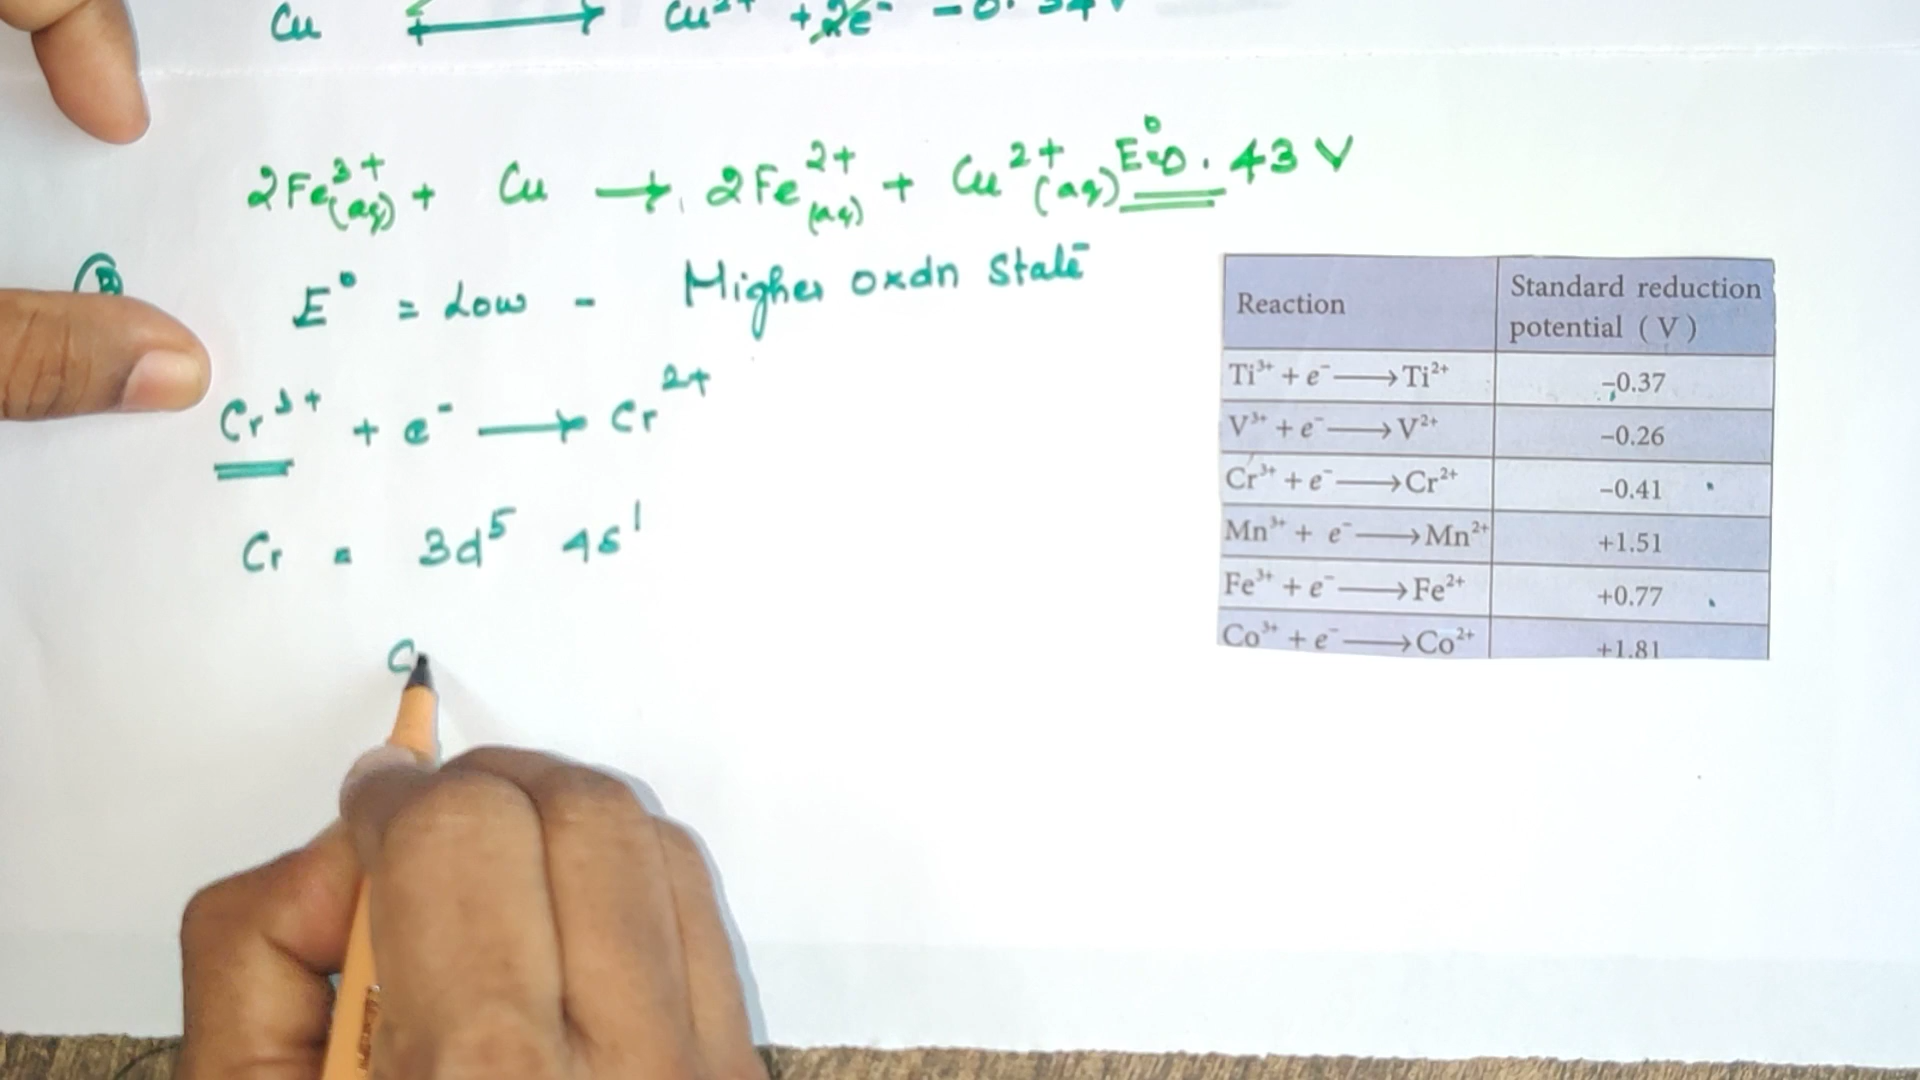 Cu ⟷ Cu²⁺ + 2e⁻ - 0.34V
2Fe³⁺(aq) + Cu → 2Fe²⁺(aq) + Cu²⁺(aq) E°=0.43 V
E° = Low - Higher oxdn state
Cr³⁺ + e⁻ → Cr²⁺
Cr = 3d⁵ 4s¹
C
Reaction Standard reduction potential ( V )
Ti³⁺ + e⁻ ⟶ Ti²⁺ -0.37
V³⁺ + e⁻ ⟶ V²⁺ -0.26
Cr³⁺ + e⁻ ⟶ Cr²⁺ -0.41
Mn³⁺ + e⁻ ⟶ Mn²⁺ +1.51
Fe³⁺ + e⁻ ⟶ Fe²⁺ +0.77
Co³⁺ + e⁻ ⟶ Co²⁺ +1.81